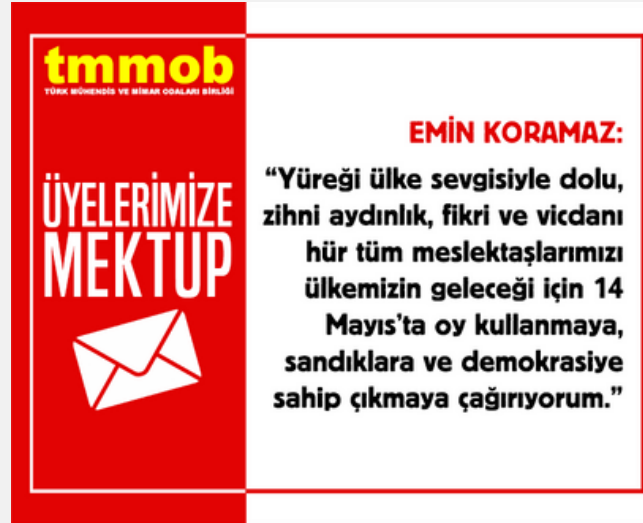 tmmob
TÜRK MÜHENDİS VE MİMAR ODALARI BİRLİĞİ
ÜYELERİMİZE
MEKTUP
EMİN KORAMAZ:
“Yüreği ülke sevgisiyle dolu,
zihni aydınlık, fikri ve vicdanı
hür tüm meslektaşlarımızı
ülkemizin geleceği için 14
Mayıs’ta oy kullanmaya,
sandıklara ve demokrasiye
sahip çıkmaya çağırıyorum.”